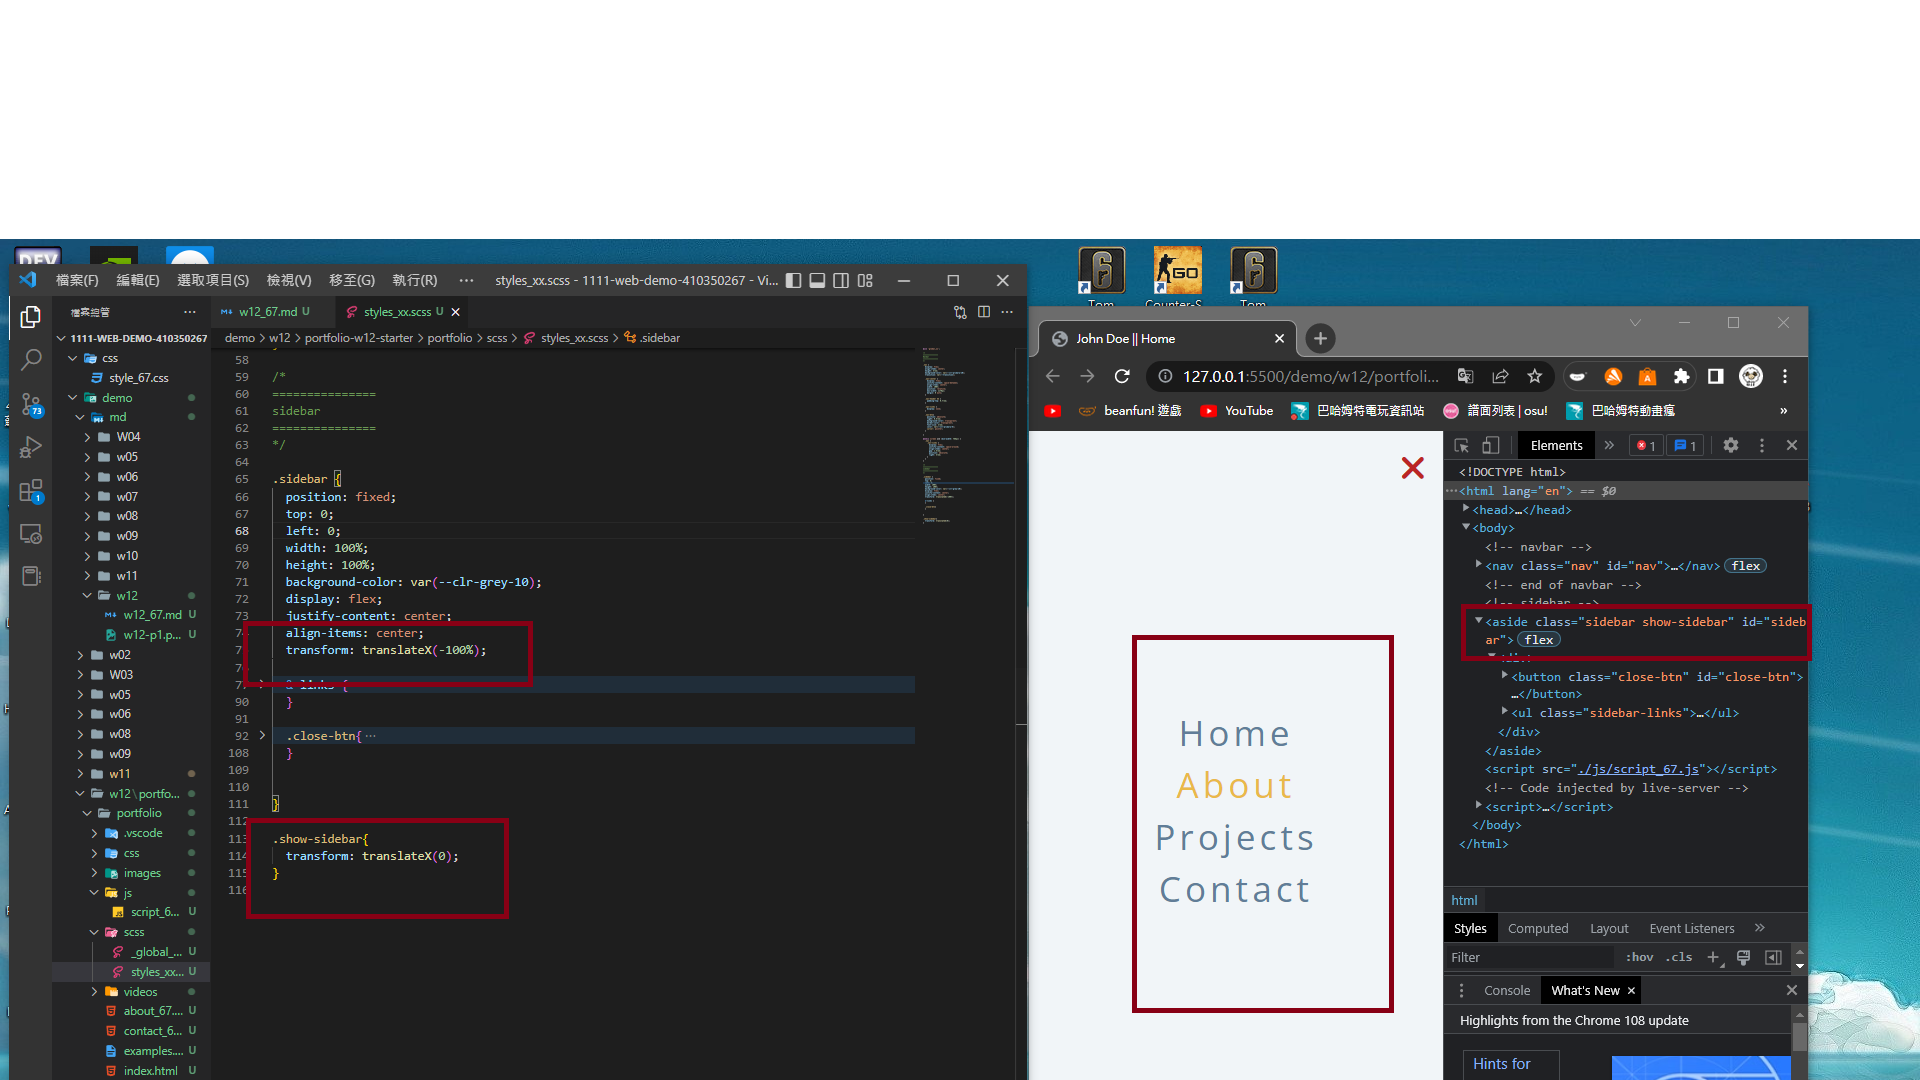 DEV
GO
Tom
Counter-S
Tom
檔案(F) 編輯(E) 選取項目(S) 檢視(V) 移至(G) 執行(R) ··· styles_xx.scss - 1111-web-demo-410350267 - Vi...
檔案總管 ···
w12_67.md U
styles_xx.scss U
demo > w12 > portfolio-w12-starter > portfolio > scss > styles_xx.scss > .sidebar
73
1
1111-WEB-DEMO-410350267
css
style_67.css
demo
md
W04
w05
w06
w07
w08
w09
w10
w11
w12
w12_67.md U
w12-p1.p... U
w02
W03
w05
w06
w08
w09
w11
w12\portfo...
portfolio
.vscode
css
images
js
script_6... U
scss
_global_... U
styles_xx... U
videos
about_67.... U
contact_6... U
examples.... U
index.html U
58
59 /*
60 ===============
61 sidebar
62 ===============
63 */
64
65 .sidebar {
66 position: fixed;
67 top: 0;
68 left: 0;
69 width: 100%;
70 height: 100%;
71 background-color: var(--clr-grey-10);
72 display: flex;
73 justify-content: center;
74 align-items: center;
75 transform: translateX(-100%);
76
77 &-links {
90 }
91
92 .close-btn{···
108 }
109
110
111 }
112
113 .show-sidebar{
114 transform: translateX(0);
115 }
116
John Doe || Home
127.0.0.1:5500/demo/w12/portfoli...
beanfun! 遊戲 YouTube 巴哈姆特電玩資訊站 譜面列表 | osu! 巴哈姆特動畫瘋 »
Home
About
Projects
Contact
Elements » 1 1
<!DOCTYPE html>
···<html lang="en"> == $0
<head>…</head>
<body>
<!-- navbar -->
<nav class="nav" id="nav">…</nav> flex
<!-- end of navbar -->
<!-- sidebar -->
<aside class="sidebar show-sidebar" id="sideb
ar"> flex
<div>
<button class="close-btn" id="close-btn">
…</button>
<ul class="sidebar-links">…</ul>
</div>
</aside>
<script src="./js/script_67.js"></script>
<!-- Code injected by live-server -->
<script>…</script>
</body>
</html>
html
Styles Computed Layout Event Listeners »
Filter :hov .cls +
Console What's New
Highlights from the Chrome 108 update
Hints for